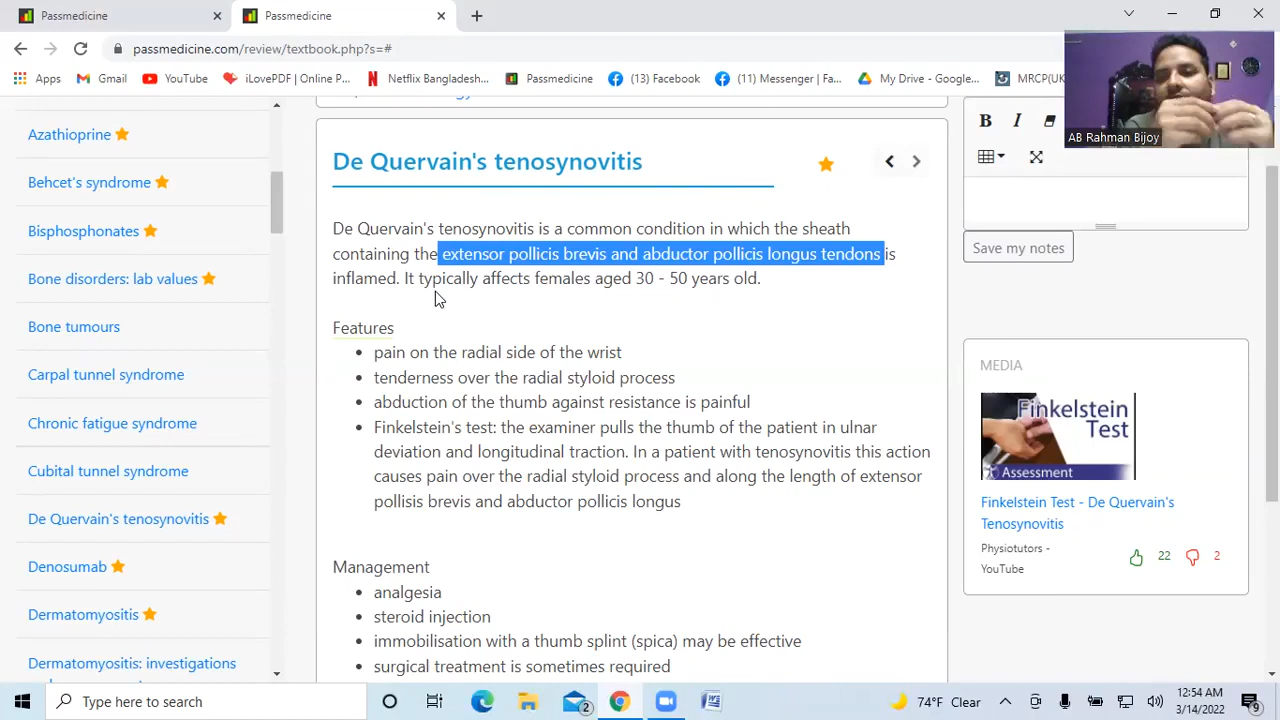 Passmedicine
Passmedicine
passmedicine.com/review/textbook.php?s=#
Apps
Gmail
YouTube
iLovePDF | Online P...
Netflix Bangladesh...
Passmedicine
(13) Facebook
(11) Messenger | Fa...
My Drive - Google...
MRCP(UK
AB Rahman Bijoy
Azathioprine
Behcet's syndrome
Bisphosphonates
Bone disorders: lab values
Bone tumours
Carpal tunnel syndrome
Chronic fatigue syndrome
Cubital tunnel syndrome
De Quervain's tenosynovitis
Denosumab
Dermatomyositis
Dermatomyositis: investigations
De Quervain's tenosynovitis
De Quervain's tenosynovitis is a common condition in which the sheath
containing the extensor pollicis brevis and abductor pollicis longus tendons is
inflamed. It typically affects females aged 30 - 50 years old.
Features
pain on the radial side of the wrist
tenderness over the radial styloid process
abduction of the thumb against resistance is painful
Finkelstein's test: the examiner pulls the thumb of the patient in ulnar
deviation and longitudinal traction. In a patient with tenosynovitis this action
causes pain over the radial styloid process and along the length of extensor
pollisis brevis and abductor pollicis longus
Management
analgesia
steroid injection
immobilisation with a thumb splint (spica) may be effective
surgical treatment is sometimes required
B I
Save my notes
MEDIA
Finkelstein
Test
Assessment
Finkelstein Test - De Quervain's
Tenosynovitis
Physiotutors -
YouTube
22
2
Type here to search
2
74°F Clear
12:54 AM
3/14/2022
9